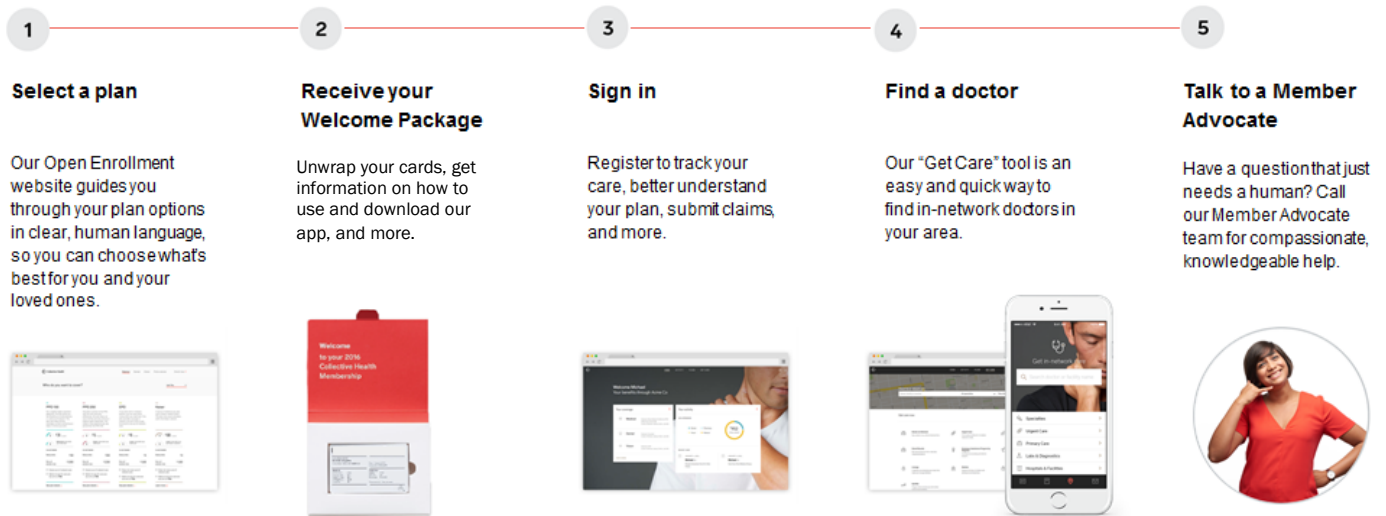 1
2
3
4
5
Select a plan
Our Open Enrollment
website guides you
through your plan options
in clear, human language,
so you can choose what's
best for you and your
loved ones.
Receive your
Welcome Package
Unwrap your cards, get
information on how to
use and download our
app, and more.
Welcome
to your 2016
Collective Health
Membership
Sign in
Register to track your
care, better understand
your plan, submit claims,
and more.
Welcome Michael
Find a doctor
Our “Get Care” tool is an
easy and quick way to
find in-network doctors in
your area.
Get in-network
Specialties
Urgent Care
Primary Care
Labs & Diagnostics
Hospitals & Facilities
Talk to a Member
Advocate
Have a question that just
needs a human? Call
our Member Advocate
team for compassionate,
knowledgeable help.